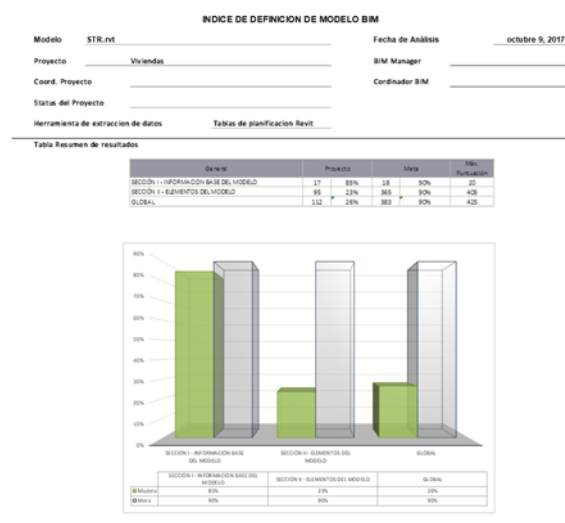 INDICE DE DEFINICION DE MODELO BIM
Modelo STR.rvt Fecha de Análisis octubre 9, 2017
Proyecto Viviendas BIM Manager
Coord. Proyecto Cordinador BIM
Status del Proyecto
Herramienta de extraccion de datos Tablas de planificacion Revit
Tabla Resumen de resultados
General Proyecto Meta Máx. Puntuación
SECCIÓN I - INFORMACION BASE DEL MODELO 17 85% 18 90% 20
SECCIÓN II - ELEMENTOS DEL MODELO 95 23% 365 90% 405
GLOBAL 112 26% 383 90% 425
90%
80%
70%
60%
50%
40%
30%
20%
10%
0%
SECCIÓN I - INFORMACIÓN BASE DEL MODELO
SECCIÓN II - ELEMENTOS DEL MODELO
GLOBAL
SECCIÓN I - INFORMACION BASE DEL MODELO SECCIÓN II - ELEMENTOS DEL MODELO GLOBAL
Modelo 85% 23% 26%
Meta 90% 90% 90%